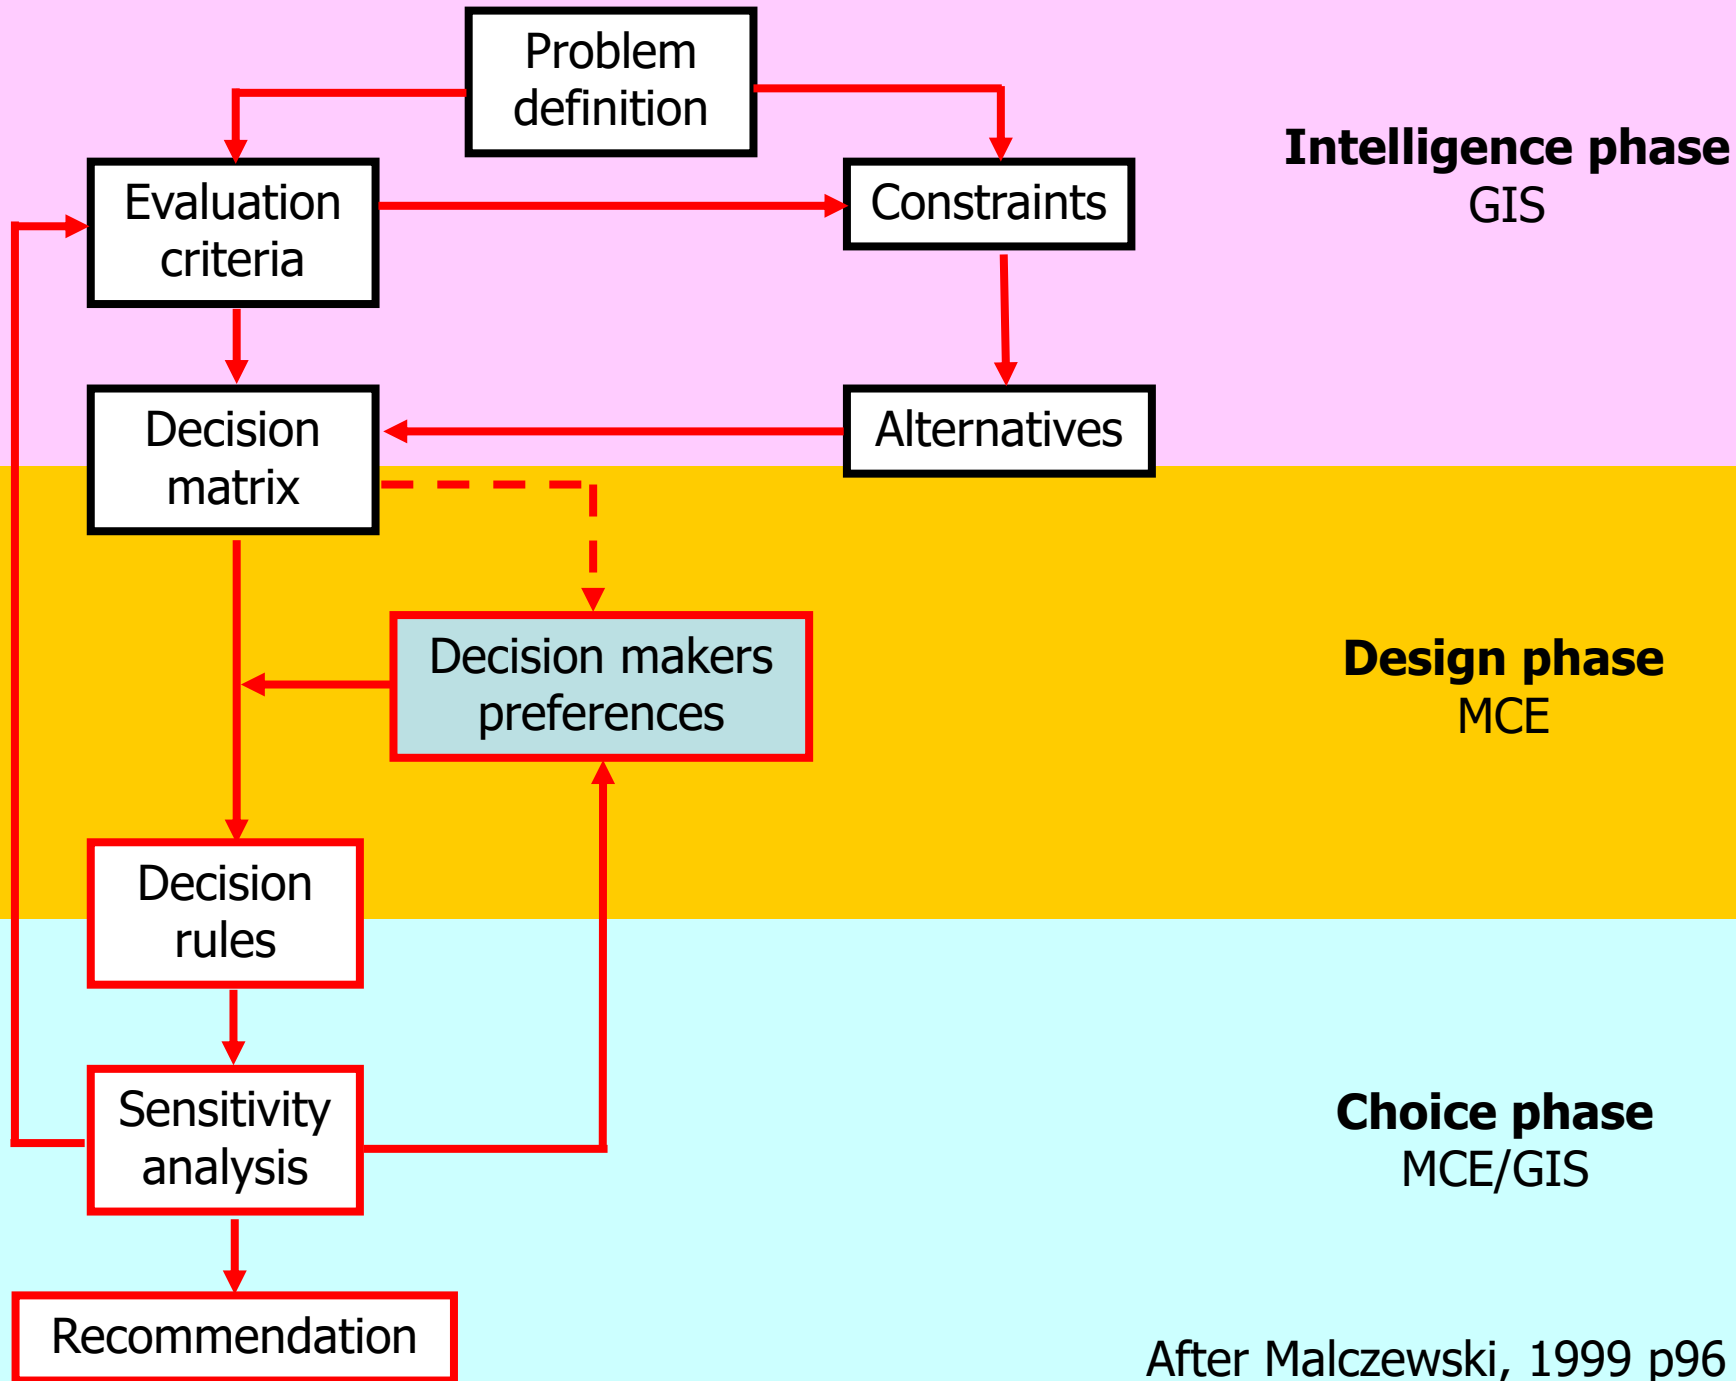 Problem
definition
Intelligence phase
GIS
Evaluation
criteria
Constraints
Decision
matrix
Alternatives
Decision makers
preferences
Design phase
MCE
Decision
rules
Sensitivity
analysis
Choice phase
MCE/GIS
Recommendation
After Malczewski, 1999 p96